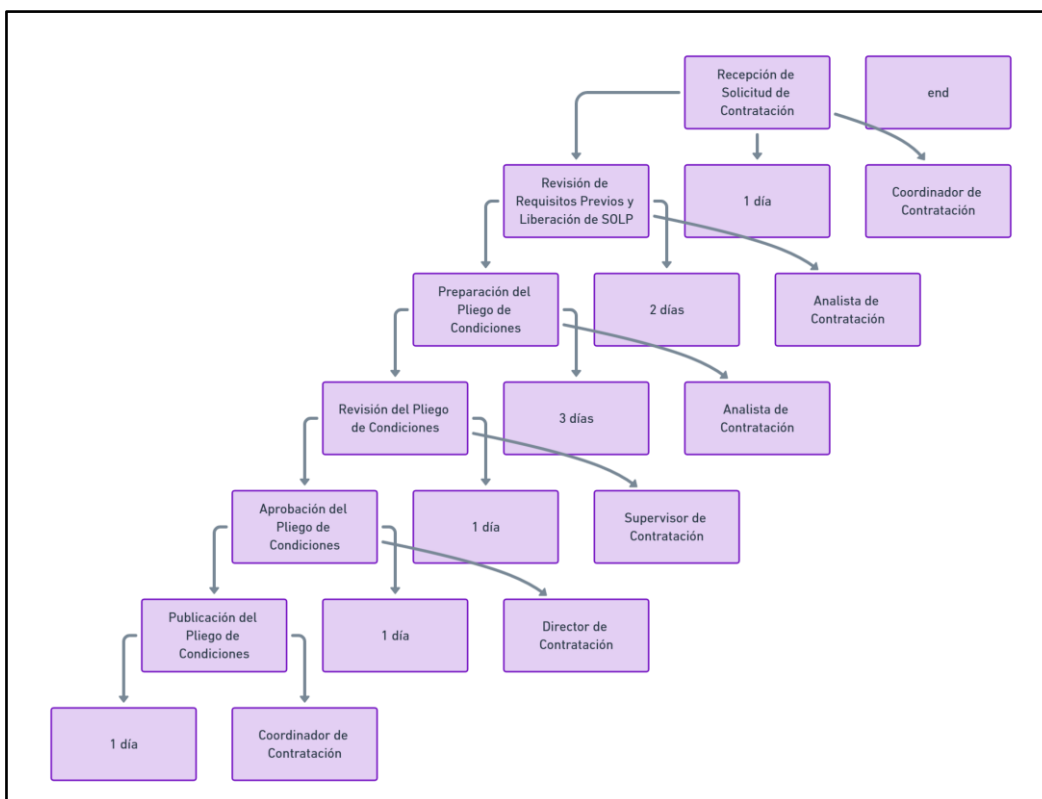 Recepción de
Solicitud de
Contratación
end
Revisión de
Requisitos Previos y
Liberación de SOLP
1 día
Coordinador de
Contratación
Preparación del
Pliego de
Condiciones
2 días
Analista de
Contratación
Revisión del Pliego
de Condiciones
3 días
Analista de
Contratación
Aprobación del
Pliego de
Condiciones
1 día
Supervisor de
Contratación
Publicación del
Pliego de
Condiciones
1 día
Director de
Contratación
1 día
Coordinador de
Contratación